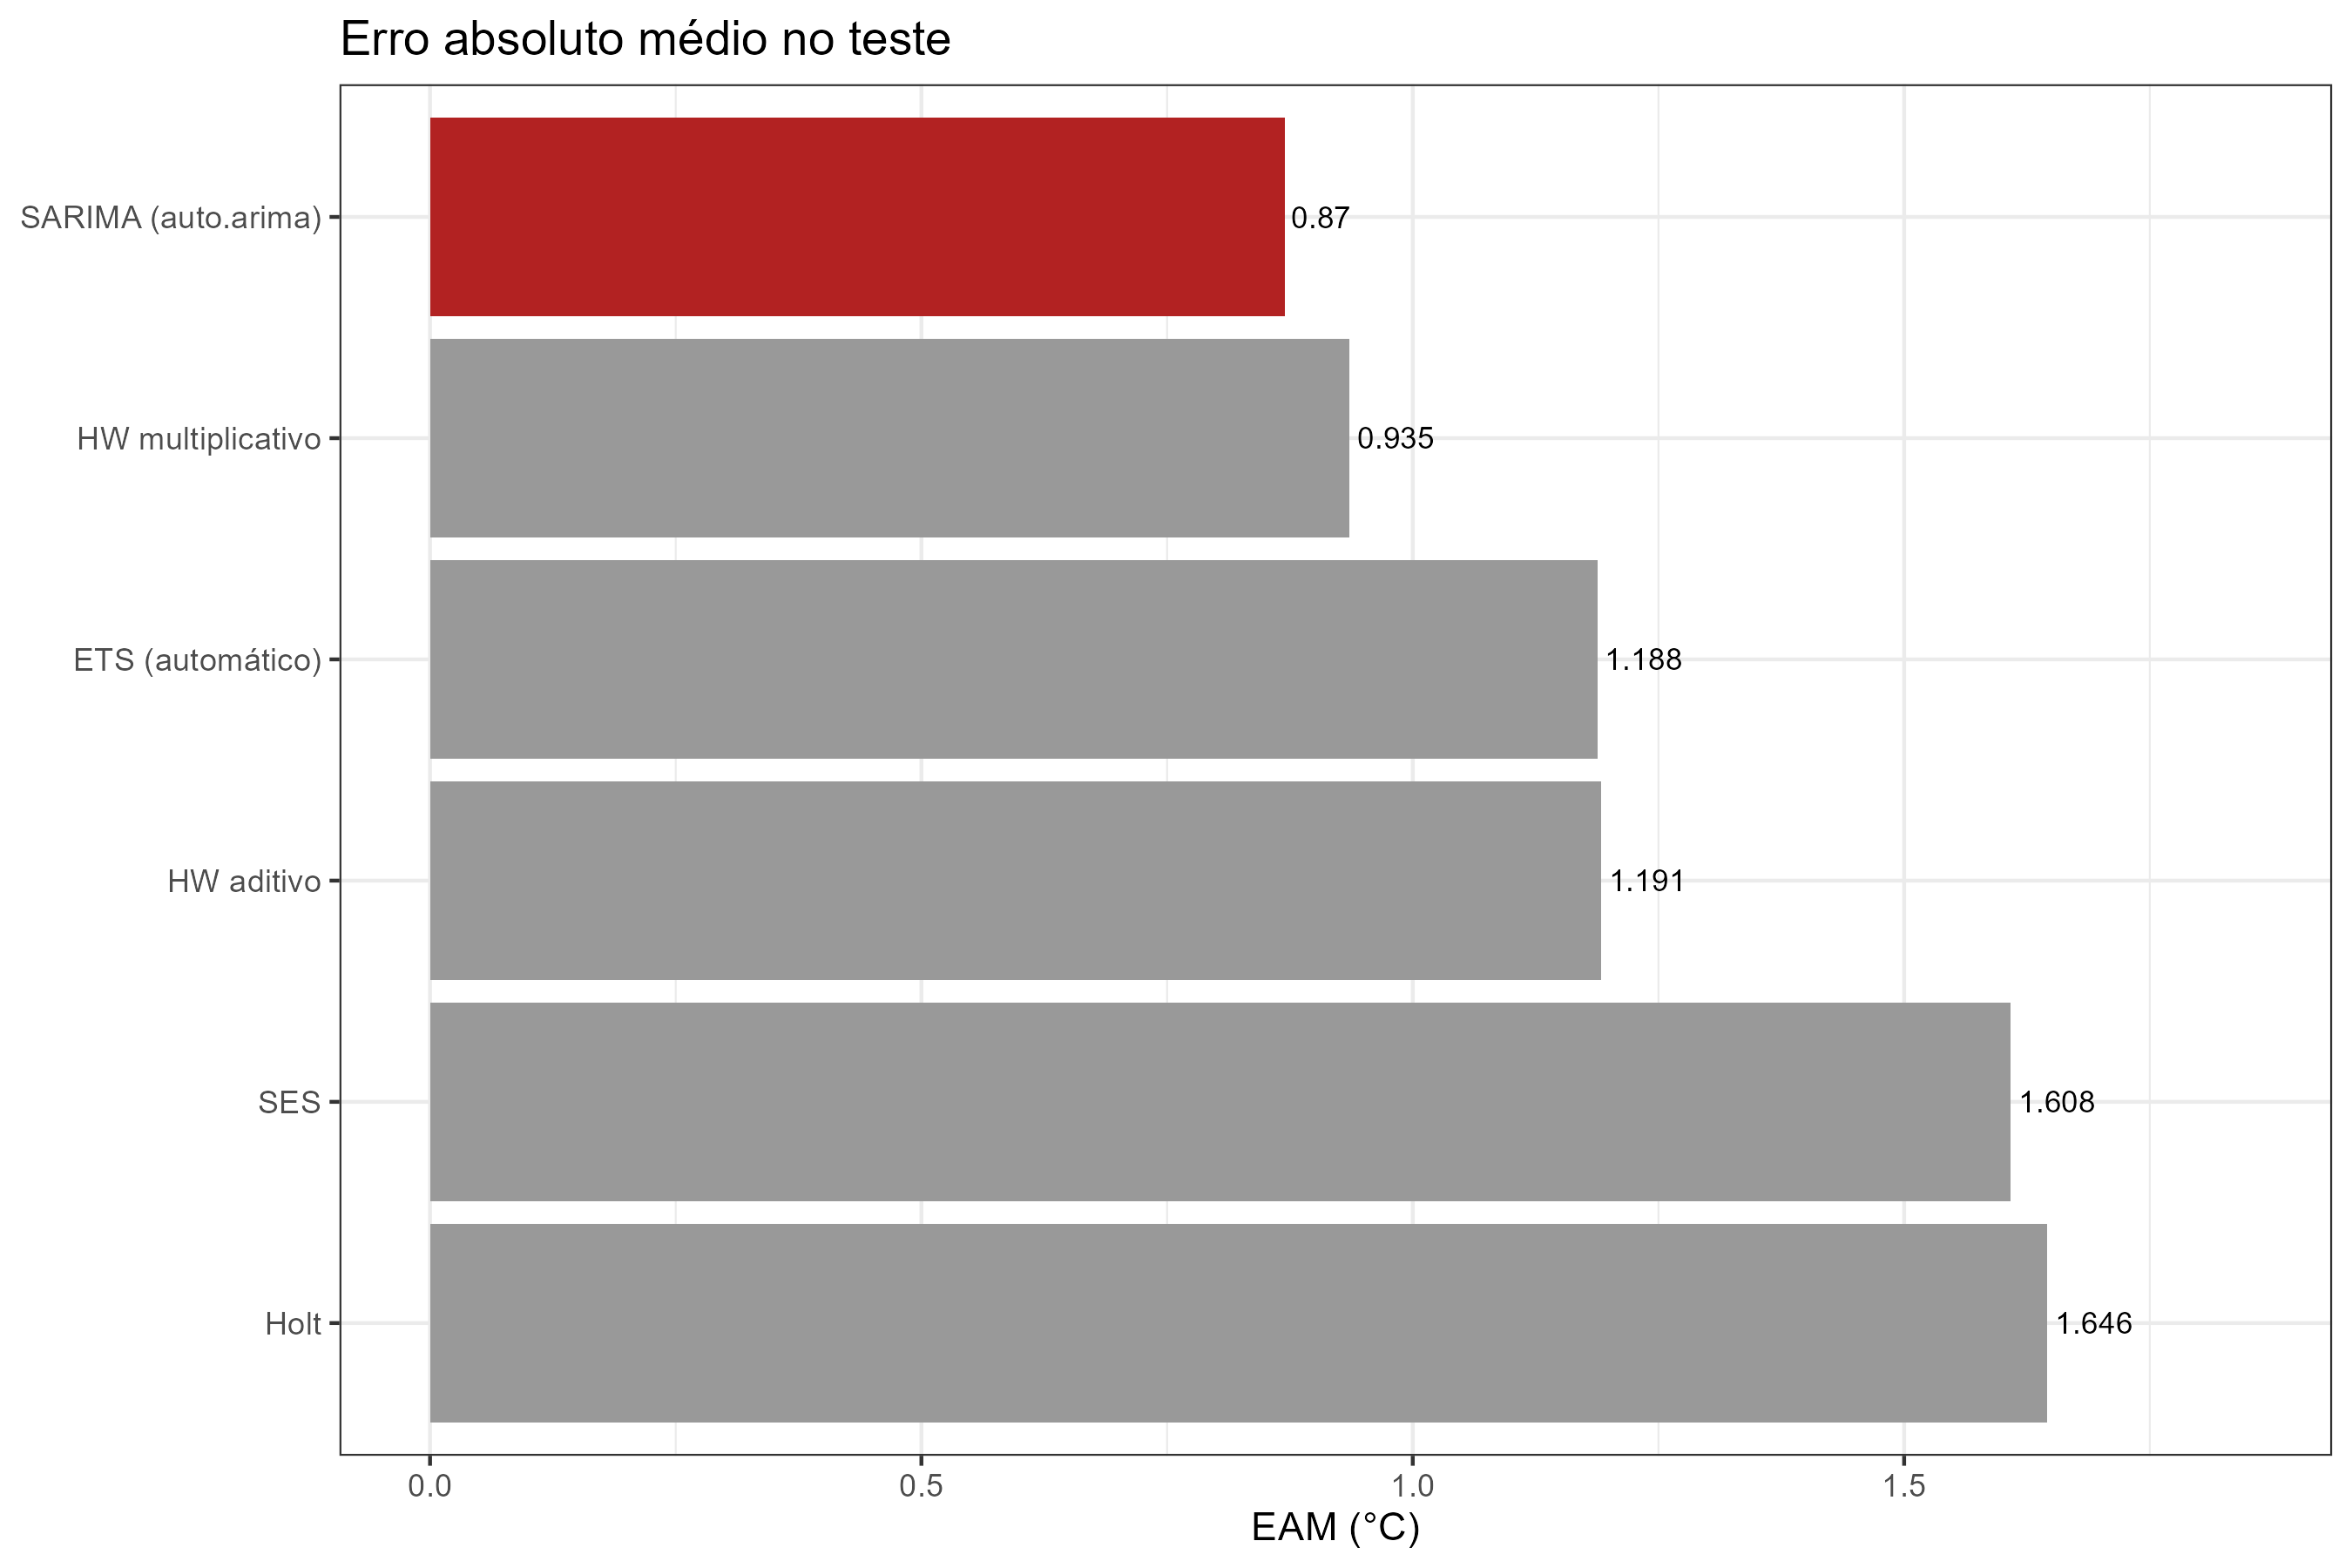 Erro absoluto médio no teste
SARIMA (auto.arima)
0.87
HW multiplicativo
0.935
ETS (automático)
1.188
HW aditivo
1.191
SES
1.608
Holt
1.646
0.0
0.5
1.0
1.5
EAM (°C)